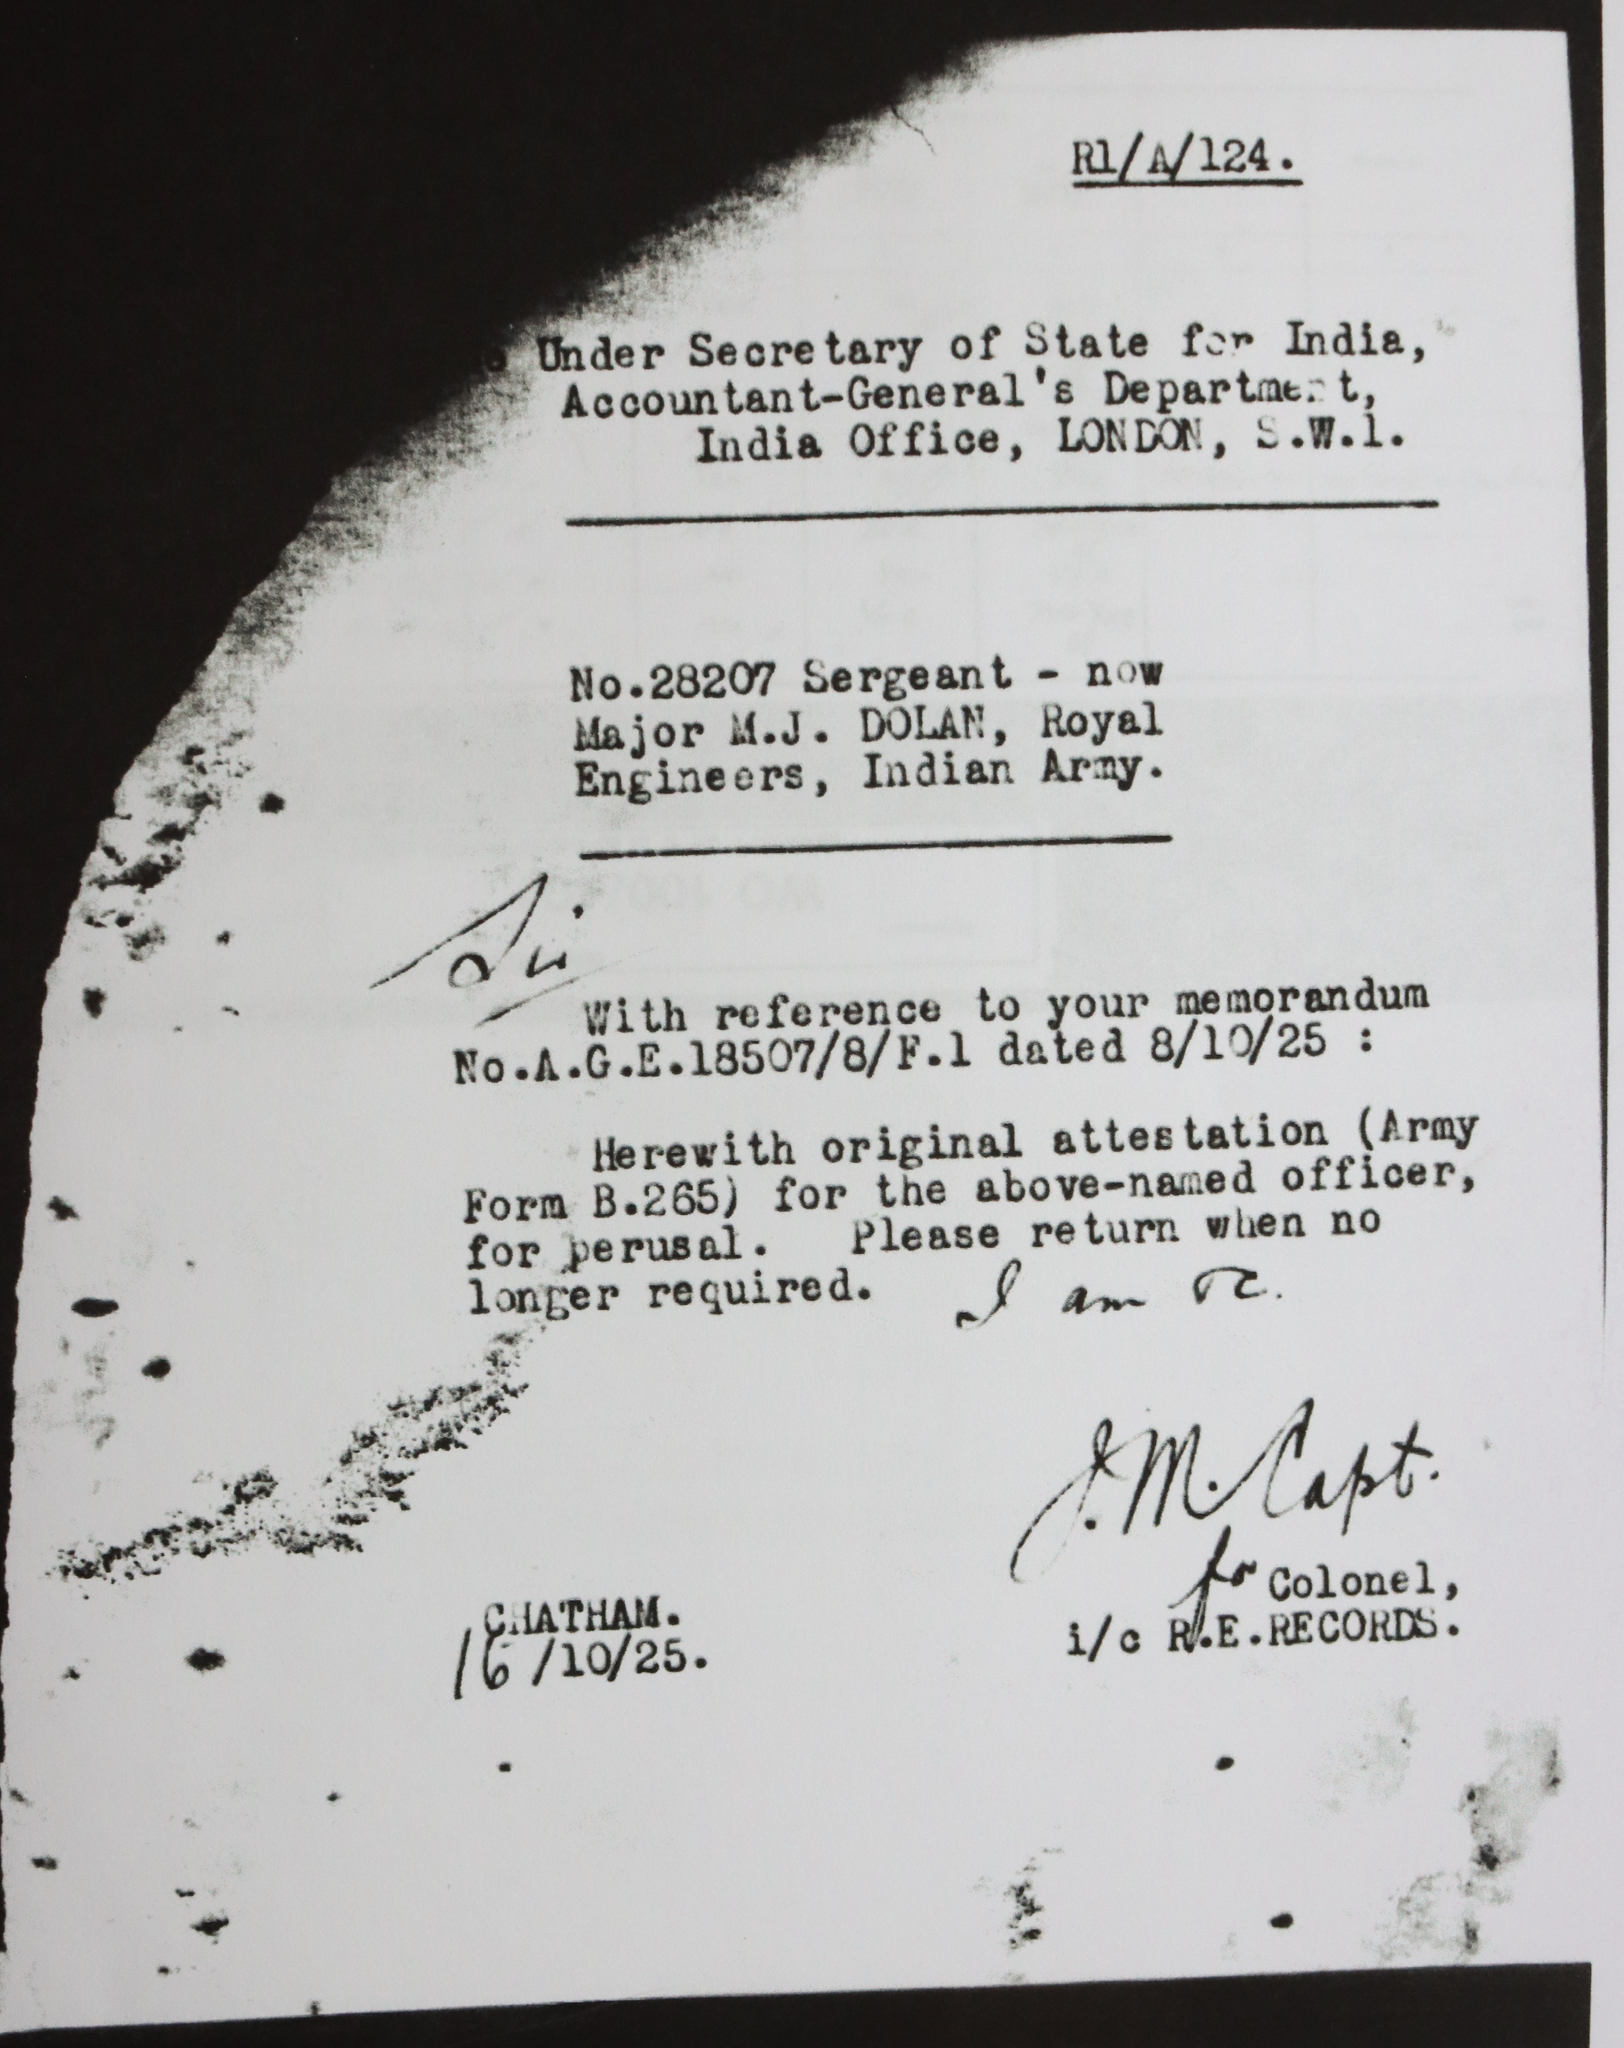 R1/A/124.
Under Secretary of State for India,
Accountant-General's Department,
India Office, LONDON, S.W.1.
No.28207 Sergeant - now
Major M.J. DOLAN, Royal
Engineers, Indian Army.
Sir
With reference to your memorandum
No.A.G.E.18507/8/F.1 dated 8/10/25 :
Herewith original attestation (Army
Form B.265) for the above-named officer,
for perusal. Please return when no
longer required. I am &c.
J.M. Capt.
for Colonel,
i/c R.E.RECORDS.
CHATHAM.
16/10/25.